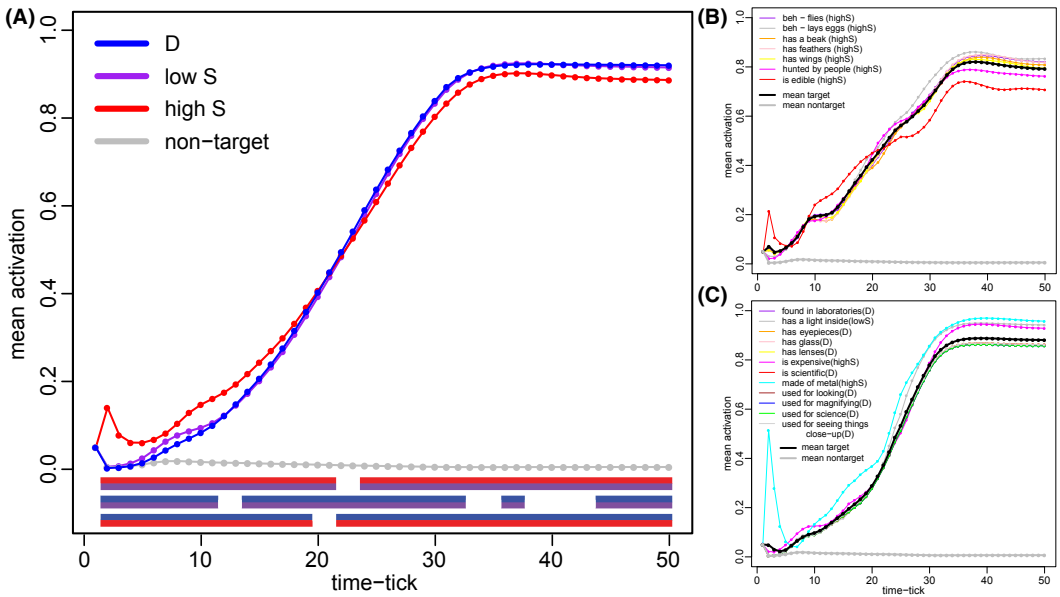 (A)
D
low S
high S
non−target
mean activation
0.0
0.2
0.4
0.6
0.8
1.0
0
10
20
30
40
50
time−tick
(B)
beh − flies (highS)
beh − lays eggs (highS)
has a beak (highS)
has feathers (highS)
has wings (highS)
hunted by people (highS)
is edible (highS)
mean target
mean nontarget
mean activation
0.0
0.2
0.4
0.6
0.8
1.0
0
10
20
30
40
50
(C)
found in laboratories(D)
has a light inside(lowS)
has eyepieces(D)
has glass(D)
has lenses(D)
is expensive(highS)
is scientific(D)
made of metal(highS)
used for looking(D)
used for magnifying(D)
used for science(D)
used for seeing things
close−up(D)
mean target
mean nontarget
mean activation
0.0
0.2
0.4
0.6
0.8
1.0
0
10
20
30
40
50
time−tick